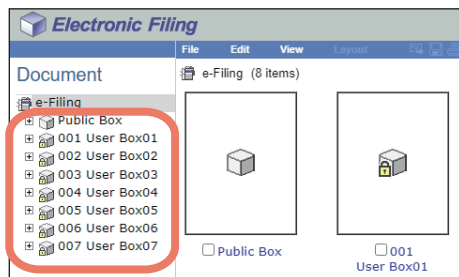 Electronic Filing
File Edit View Layout
Document
e-Filing (8 items)
e-Filing
Public Box
001 User Box01
002 User Box02
003 User Box03
004 User Box04
005 User Box05
006 User Box06
007 User Box07
Public Box
001
User Box01